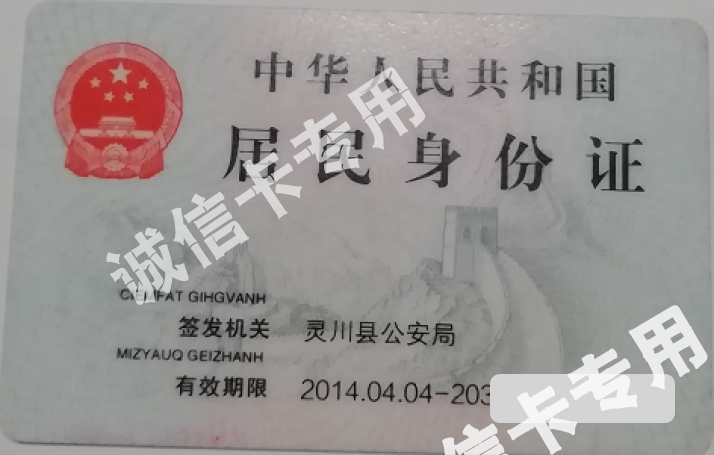 中华人民共和国
居民身份证
诚信卡专用
CIEMFAT GIHGVANH
签发机关 灵川县公安局
MIZYAUQ GEIZHANH
有效期限 2014.04.04-203
信卡专用